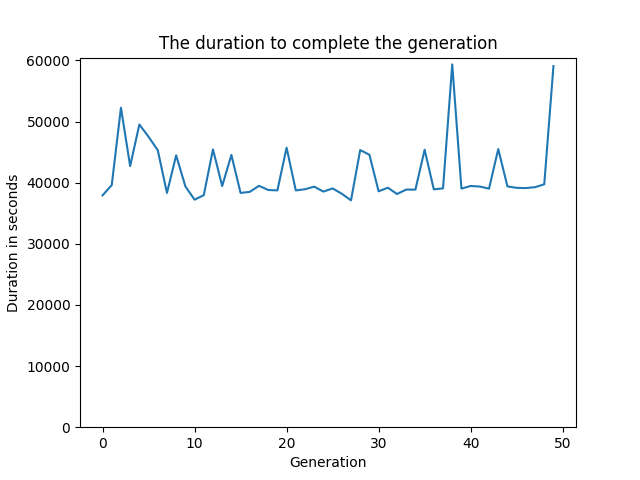 The duration to complete the generation
60000
50000
40000
30000
20000
10000
0
Duration in seconds
0 10 20 30 40 50
Generation